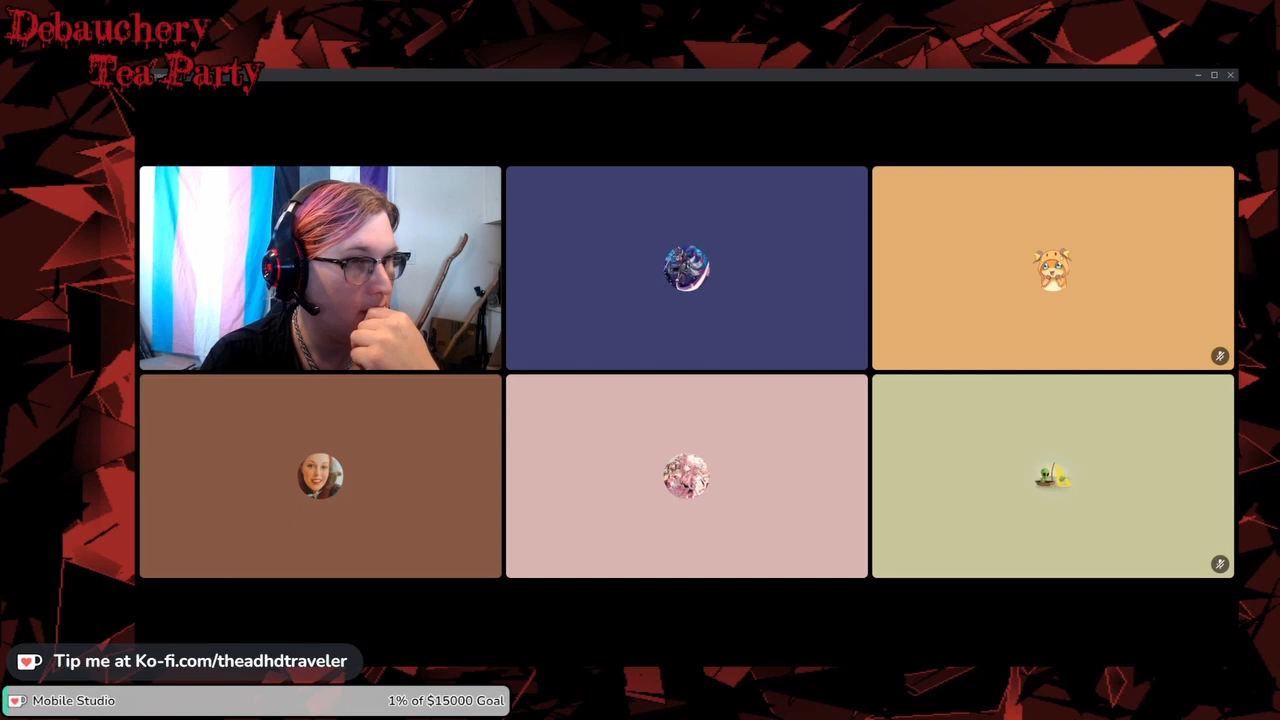 Debauchery
Tea Party
Tip me at Ko-fi.com/theadhdtraveler
Mobile Studio
1% of $15000 Goal